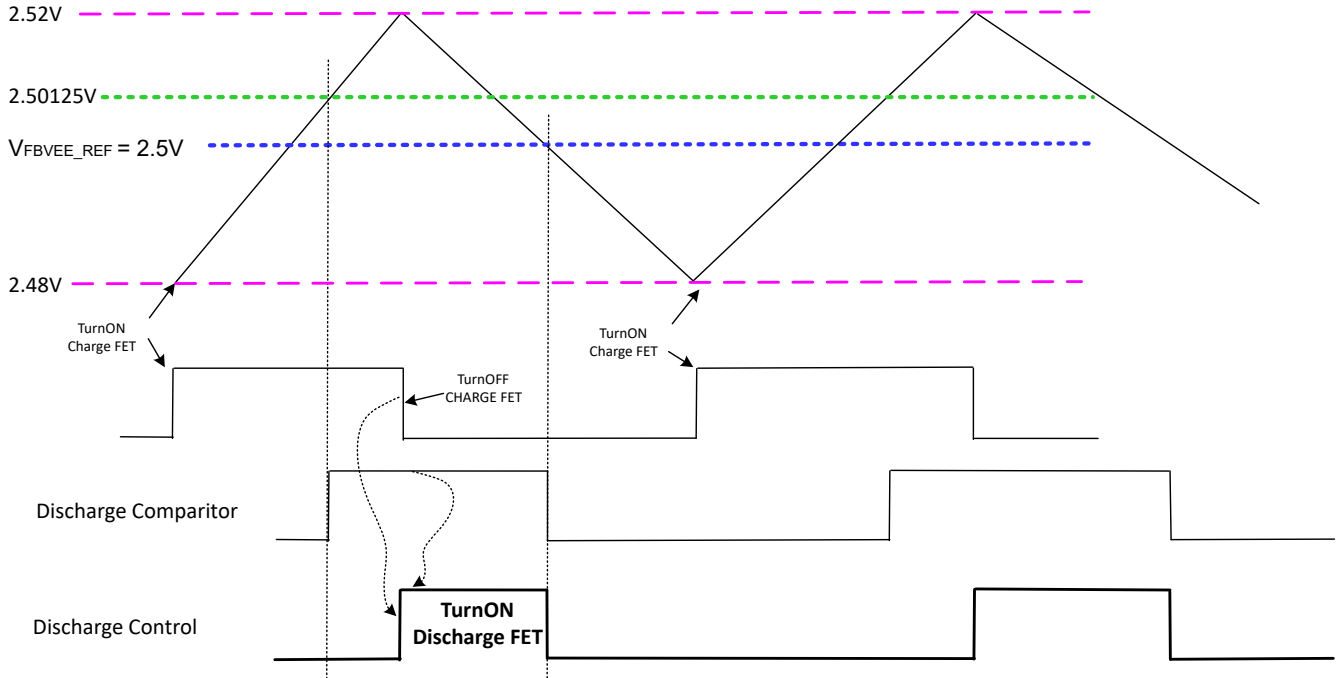 2.52V
2.50125V
VFBVEE_REF = 2.5V
2.48V
TurnON
Charge FET
TurnON
Charge FET
TurnOFF
CHARGE FET
Discharge Comparitor
Discharge Control
TurnON
Discharge FET